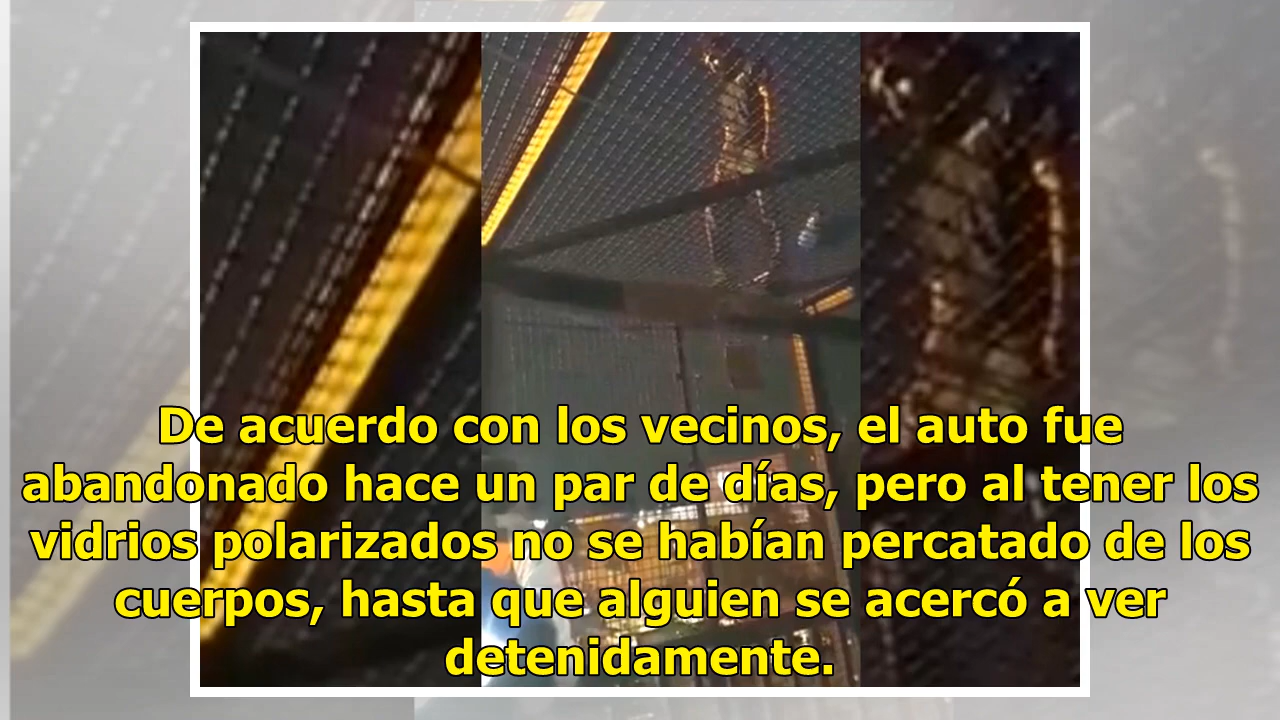 De acuerdo con los vecinos, el auto fue
abandonado hace un par de días, pero al tener los
vidrios polarizados no se habían percatado de los
cuerpos, hasta que alguien se acercó a ver
detenidamente.